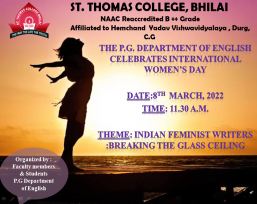 ST. THOMAS COLLEGE, BHILAI
NAAC Reaccredited B ++ Grade
Affiliated to Hemchand Yadav Vishwavidyalaya , Durg,
C.G
THE P.G. DEPARTMENT OF ENGLISH
CELEBRATES INTERNATIONAL
WOMEN'S DAY
DATE:8TH MARCH, 2022
TIME: 11.30 A.M.
THEME: INDIAN FEMINIST WRITERS
:BREAKING THE GLASS CEILING
Organized by :
Faculty members
& Students
P.G Department
of English